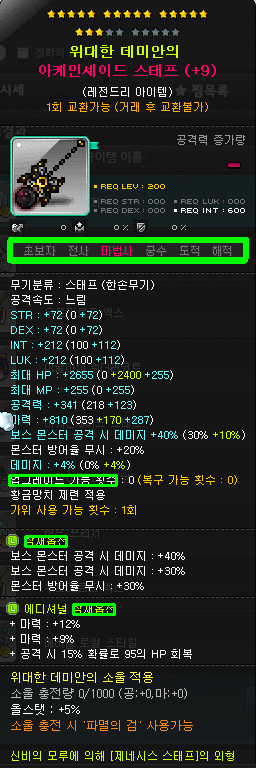 위대한 데미안의
아케인셰이드 스태프 (+9)
(레전드리 아이템)
1회 교환가능 (거래 후 교환불가)
공격력 증가량
REQ LEV : 200
REQ STR : 000 REQ LUK : 000
REQ DEX : 000 REQ INT : 600
초보자 전사 마법사 궁수 도적 해적
무기분류 : 스태프 (한손무기)
공격속도 : 느림
STR : +72 (0 +72)
DEX : +72 (0 +72)
INT : +212 (100 +112)
LUK : +212 (100 +112)
최대 HP : +2655 (0 +2400 +255)
최대 MP : +255 (0 +255)
공격력 : +341 (218 +123)
마력 : +810 (353 +170 +287)
보스 몬스터 공격 시 데미지 +40% (30% +10%)
몬스터 방어율 무시 : +20%
데미지 : +4% (0% +4%)
업그레이드 가능 횟수 : 0 (복구 가능 횟수 : 0)
황금망치 제련 적용
가위 사용 가능 횟수 : 1회
잠재옵션
보스 몬스터 공격 시 데미지 : +40%
보스 몬스터 공격 시 데미지 : +30%
몬스터 방어율 무시 : +30%
에디셔널 잠재옵션
+ 마력 : +12%
+ 마력 : +9%
+ 공격 시 15% 확률로 95의 HP 회복
위대한 데미안의 소울 적용
소울 충전량 0/1000 (공:+0,마:+0)
올스탯 : +5%
소울 충전 시 '파멸의 검' 사용가능
신비의 모루에 의해 [제네시스 스태프]의 외형